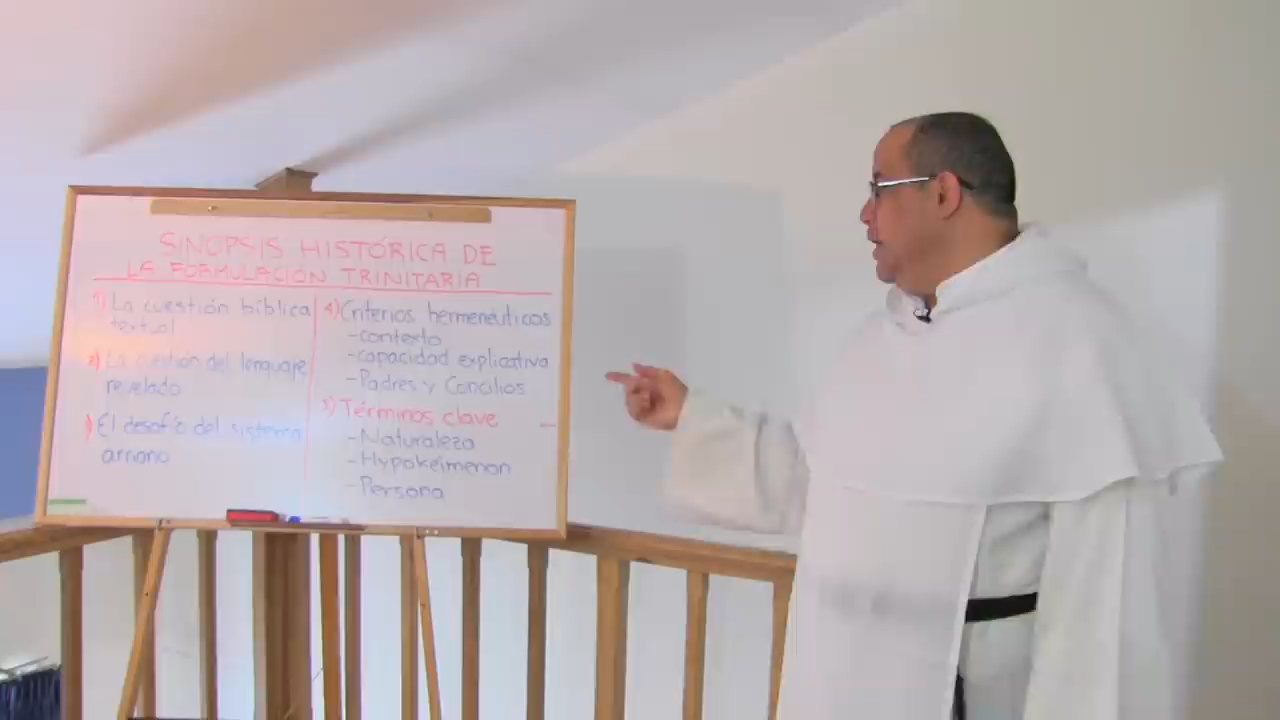 SINOPSIS HISTÓRICA DE
LA FORMULACIÓN TRINITARIA
1) La cuestión bíblica
textual
2) La cuestión del lenguaje
revelado
3) El desafío del sistema
arriano
4) Criterios hermenéuticos
- contexto
- capacidad explicativa
- Padres y Concilios
5) Términos clave
- Naturaleza
- Hypokeímenon
- Persona